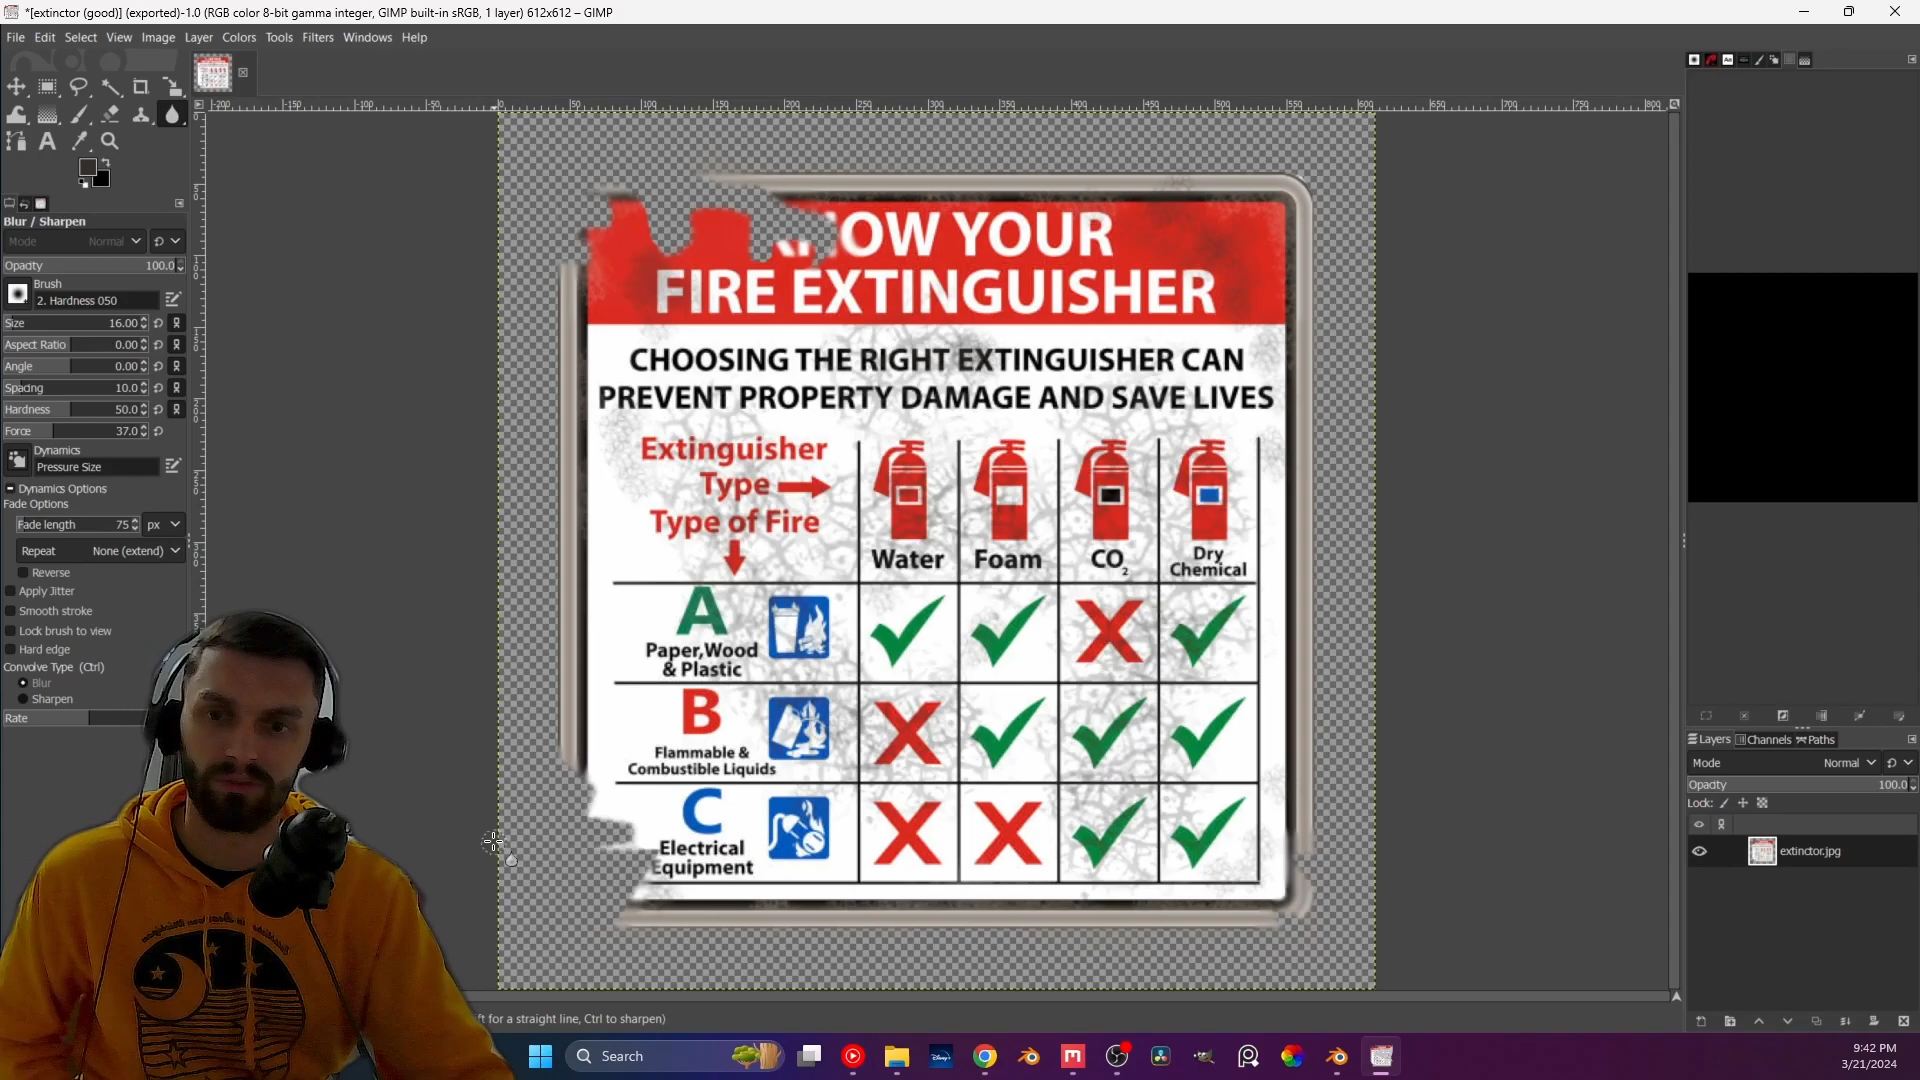 *[extinctor (good)] (exported)-1.0 (RGB color 8-bit gamma integer, GIMP built-in sRGB, 1 layer) 612x612 – GIMP
File Edit Select View Image Layer Colors Tools Filters Windows Help
Blur / Sharpen
Mode Normal
Opacity 100.0
Brush
2. Hardness 050
Size 16.00
Aspect Ratio 0.00
Angle 0.00
Spacing 10.0
Hardness 50.0
Force 37.0
Dynamics
Pressure Size
Dynamics Options
Fade Options
Fade length 75 px
Repeat None (extend)
Reverse
Apply Jitter
Smooth stroke
Lock brush to view
Hard edge
Convolve Type (Ctrl)
Blur
Sharpen
Rate
OW YOUR
FIRE EXTINGUISHER
CHOOSING THE RIGHT EXTINGUISHER CAN
PREVENT PROPERTY DAMAGE AND SAVE LIVES
Extinguisher
Type
Type of Fire
Water Foam CO₂ Dry Chemical
A
Paper,Wood
& Plastic
B
Flammable &
Combustible Liquids
C
Electrical
Equipment
ft for a straight line, Ctrl to sharpen)
Layers Channels Paths
Mode Normal
Opacity 100.0
Lock:
extinctor.jpg
Search
9:42 PM
3/21/2024